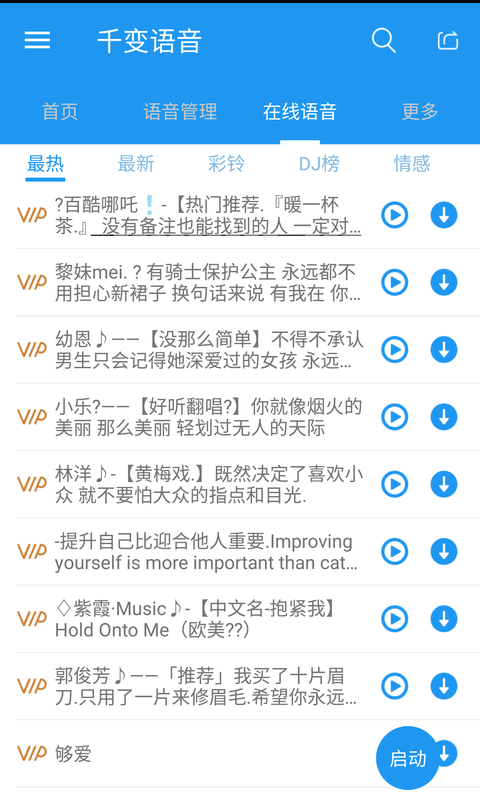 千变语音
首页 语音管理 在线语音 更多
最热 最新 彩铃 DJ榜 情感
VIP ?百酷哪吒❕-【热门推荐.『暖一杯
茶.』 没有备注也能找到的人 一定对…
VIP 黎妹mei.？有骑士保护公主 永远都不
用担心新裙子 换句话来说 有我在 你…
VIP 幼恩♪——【没那么简单】不得不承认
男生只会记得她深爱过的女孩 永远…
VIP 小乐?——【好听翻唱?】你就像烟火的
美丽 那么美丽 轻划过无人的天际
VIP 林洋♪-【黄梅戏.】既然决定了喜欢小
众 就不要怕大众的指点和目光.
VIP -提升自己比迎合他人重要.Improving
yourself is more important than cat…
VIP ♢紫霞·Music♪-【中文名-抱紧我】
Hold Onto Me（欧美??）
VIP 郭俊芳♪——「推荐」我买了十片眉
刀.只用了一片来修眉毛.希望你永远…
VIP 够爱
启动